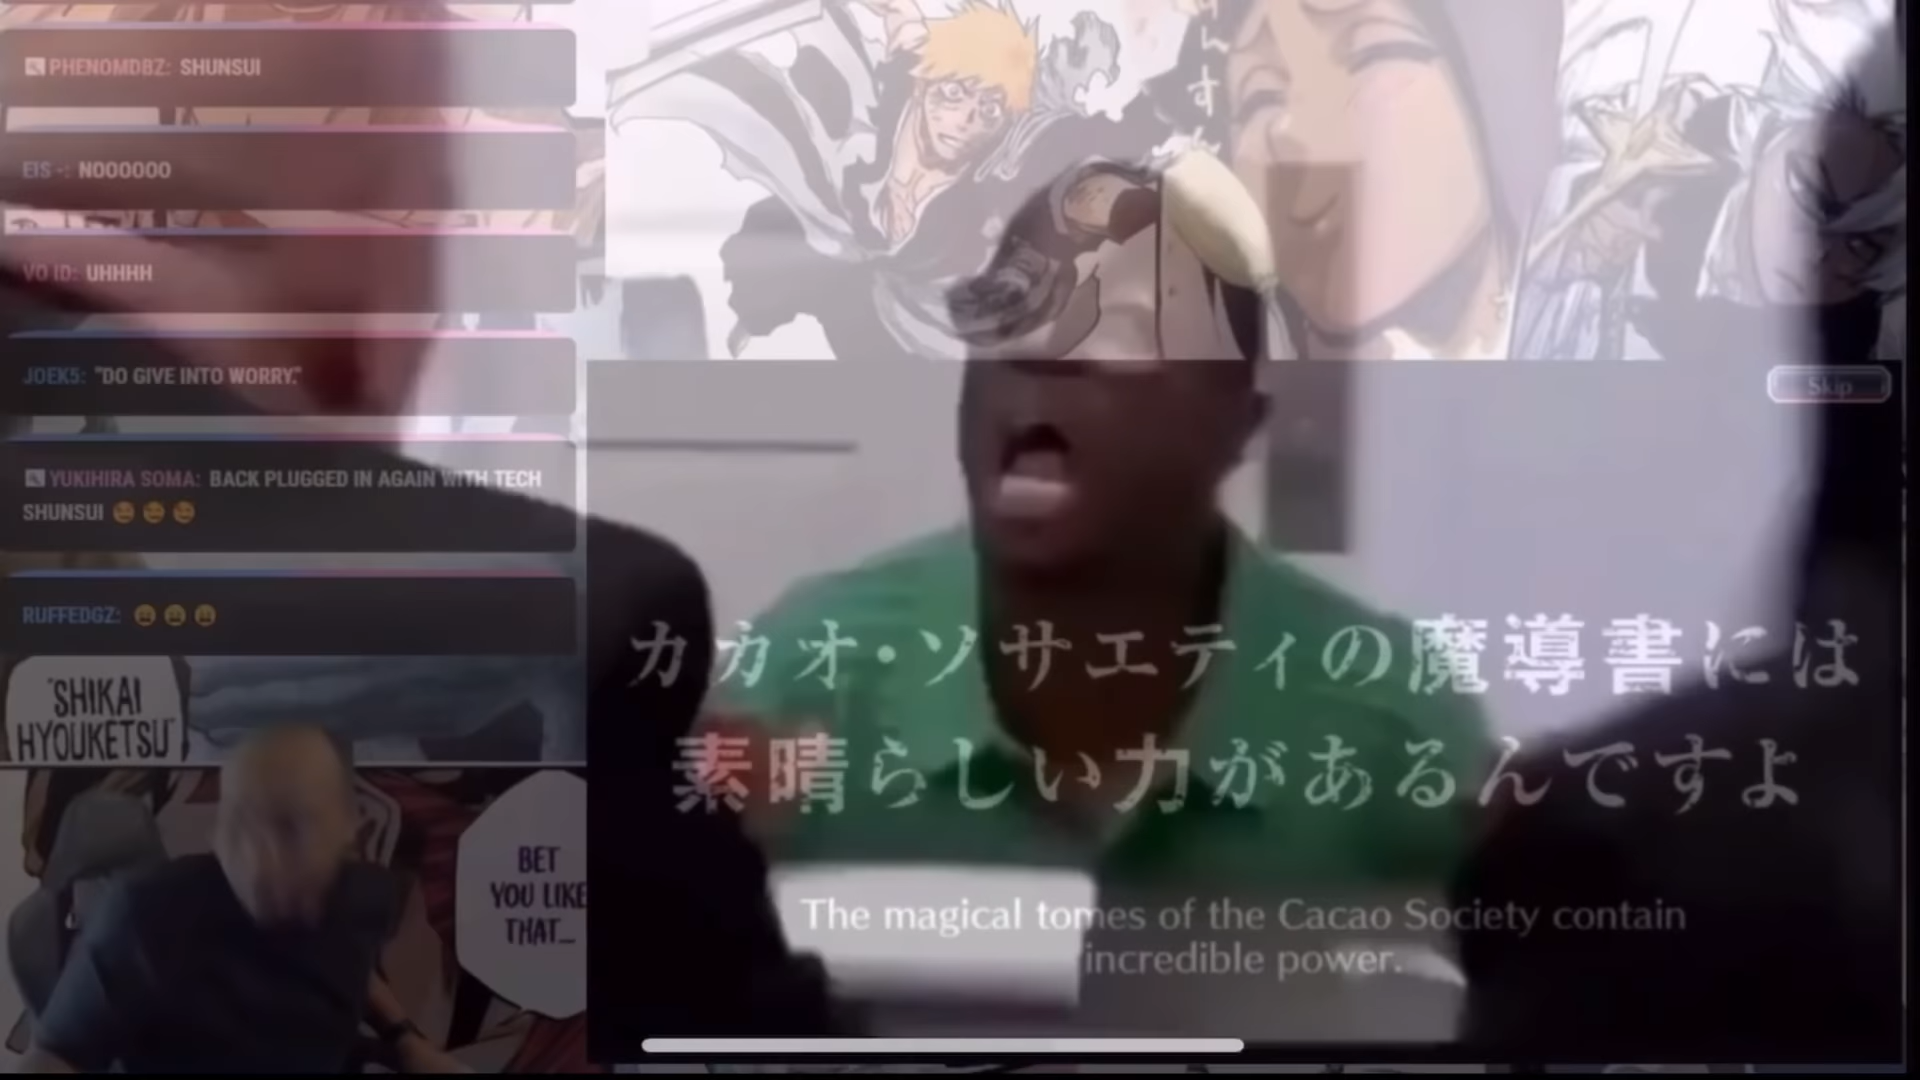 PHENOMDBZ: SHUNSUI
EIS -: NOOOOOO
VO ID: UHHHH
JOEK5: "DO GIVE INTO WORRY."
YUKIHIRA SOMA: BACK PLUGGED IN AGAIN WITH TECH
SHUNSUI 😆 😆 😆
RUFFEDGZ: 😩 😩 😩
"SHIKAI
HYOUKETSU"
BET
YOU LIKE
THAT...
Skip
カカオ・ソサエティの魔導書には
素晴らしい力があるんですよ
The magical tomes of the Cacao Society contain
incredible power.